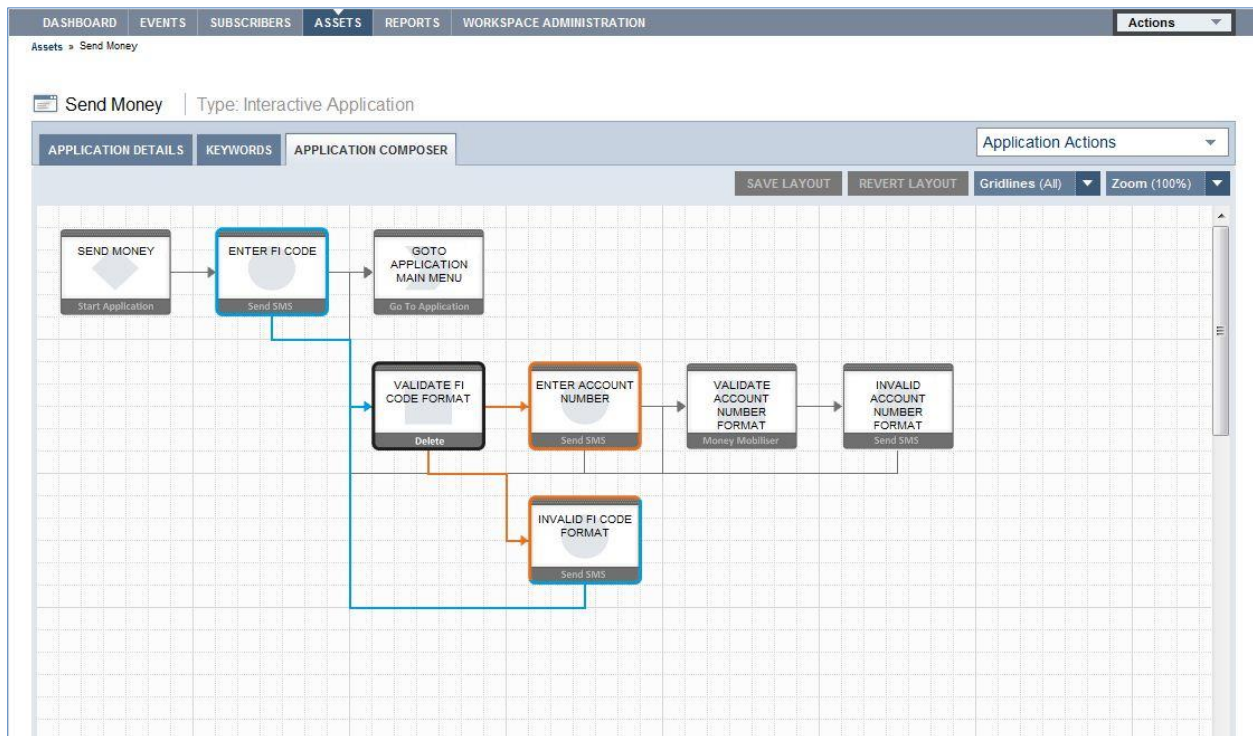 DASHBOARD EVENTS SUBSCRIBERS ASSETS REPORTS WORKSPACE ADMINISTRATION Actions
Assets » Send Money
Send Money Type: Interactive Application
APPLICATION DETAILS KEYWORDS APPLICATION COMPOSER Application Actions
SAVE LAYOUT REVERT LAYOUT Gridlines (All) Zoom (100%)
SEND MONEY
Start Application
ENTER FI CODE
Send SMS
GOTO
APPLICATION
MAIN MENU
Go To Application
VALIDATE FI
CODE FORMAT
Delete
ENTER ACCOUNT
NUMBER
Send SMS
VALIDATE
ACCOUNT
NUMBER
FORMAT
Money Mobiliser
INVALID
ACCOUNT
NUMBER
FORMAT
Send SMS
INVALID FI CODE
FORMAT
Send SMS